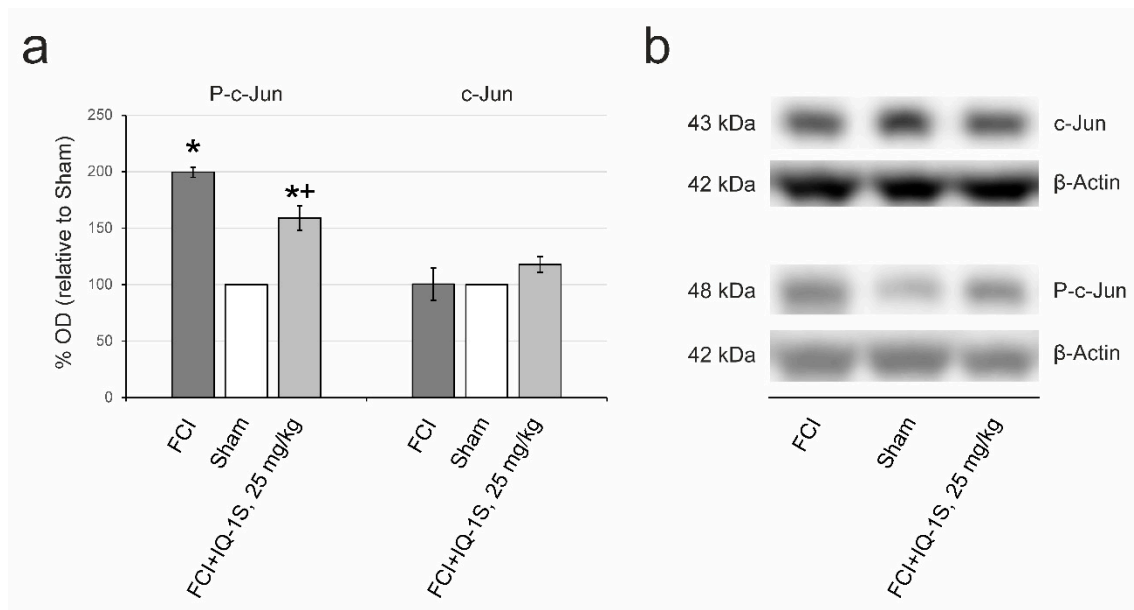 a
P-c-Jun
c-Jun
% OD (relative to Sham)
250
200
150
100
50
0
*
*+
FCI
Sham
FCI+IQ-1S, 25 mg/kg
FCI
Sham
FCI+IQ-1S, 25 mg/kg
b
43 kDa
c-Jun
42 kDa
β-Actin
48 kDa
P-c-Jun
42 kDa
β-Actin
FCI
Sham
FCI+IQ-1S, 25 mg/kg